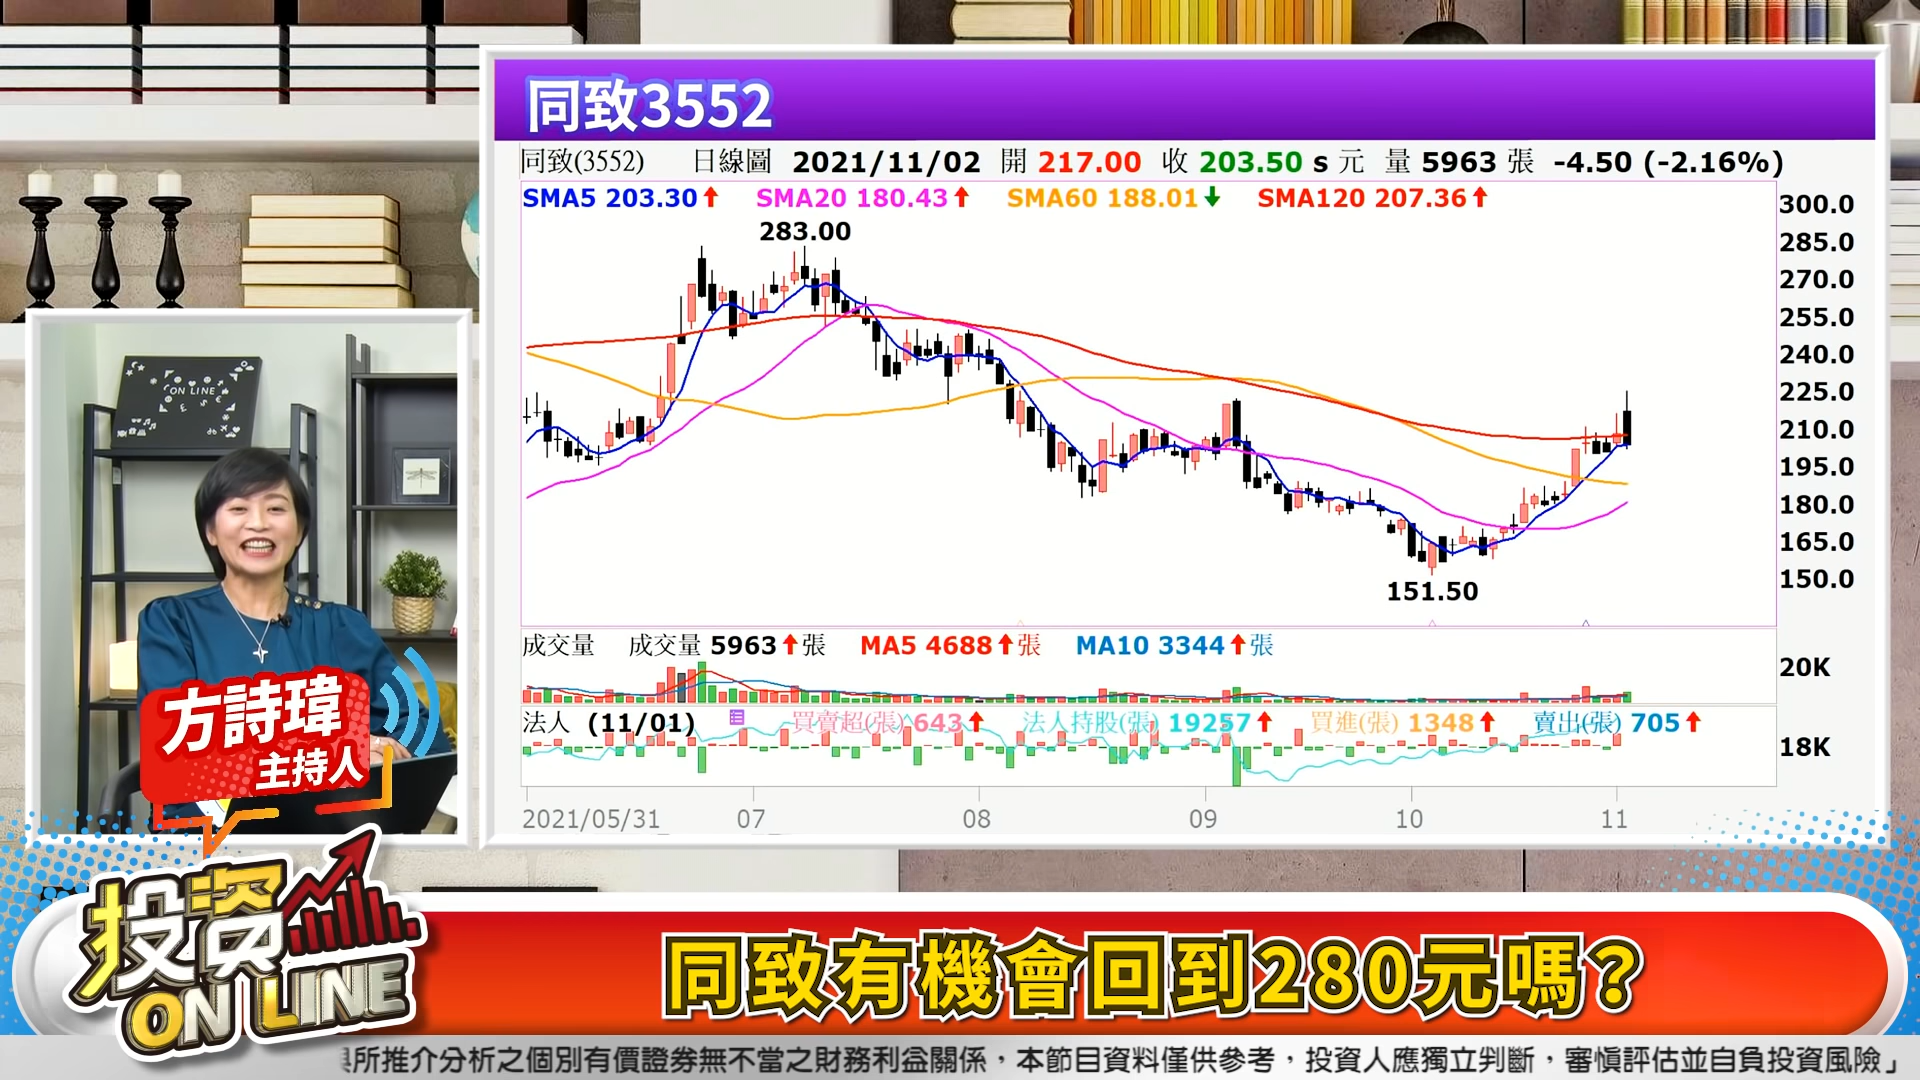 同致3552
同致(3552) 日線圖 2021/11/02 開 217.00 收 203.50 s 元 量 5963 張 -4.50 (-2.16%)
SMA5 203.30↑ SMA20 180.43↑ SMA60 188.01↓ SMA120 207.36↑
300.0
285.0
270.0
255.0
240.0
225.0
210.0
195.0
180.0
165.0
150.0
283.00
151.50
成交量 成交量 5963↑張 MA5 4688↑張 MA10 3344↑張
20K
法人 (11/01) 買賣超(張) 643↑ 法人持股(張) 19257↑ 買進(張) 1348↑ 賣出(張) 705↑
18K
2021/05/31 07 08 09 10 11
ON LINE
方詩瑋
主持人
投資
ON LINE
同致有機會回到280元嗎？
所推介分析之個別有價證券無不當之財務利益關係，本節目資料僅供參考，投資人應獨立判斷，審慎評估並自負投資風險」